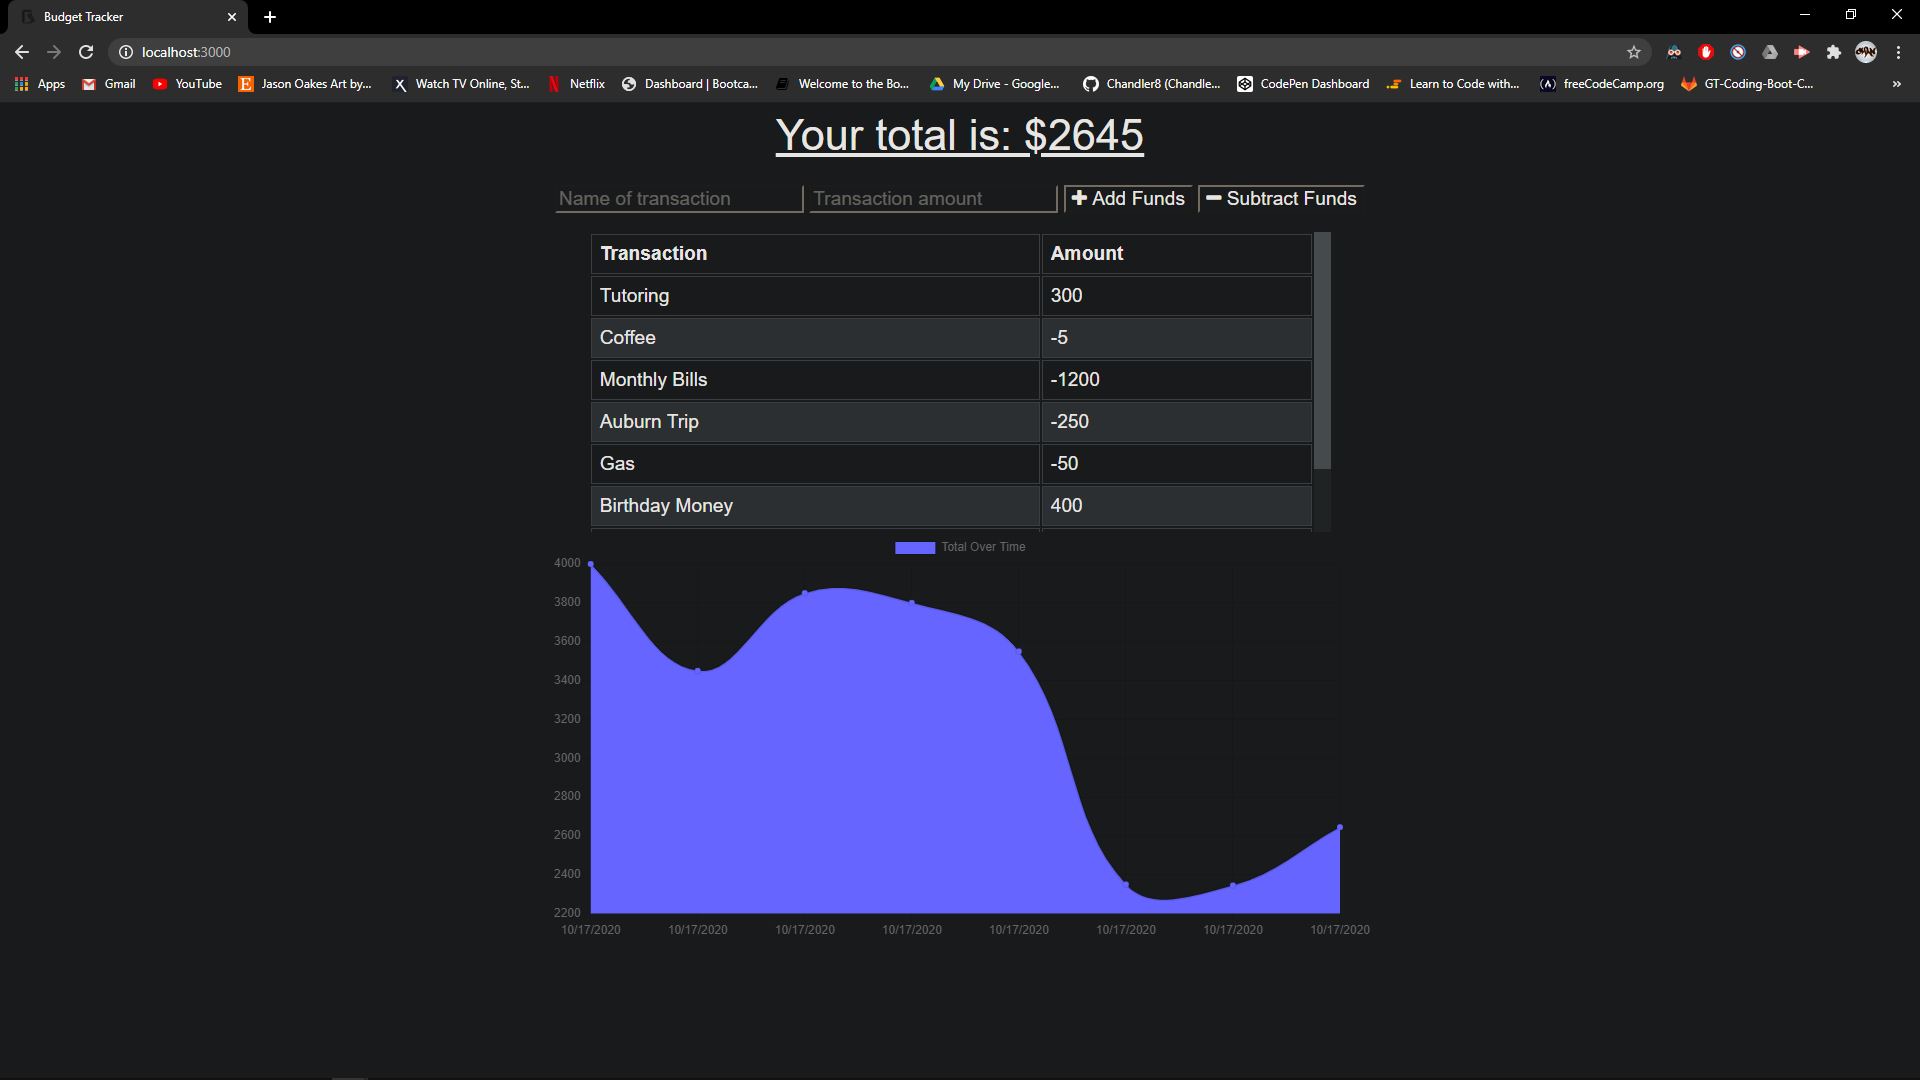 Budget Tracker
localhost:3000
Apps Gmail YouTube Jason Oakes Art by... Watch TV Online, St... Netflix Dashboard | Bootca... Welcome to the Bo... My Drive - Google... Chandler8 (Chandle... CodePen Dashboard Learn to Code with... freeCodeCamp.org GT-Coding-Boot-C... »
Your total is: $2645
Name of transaction Transaction amount Add Funds Subtract Funds
Transaction Amount
Tutoring 300
Coffee -5
Monthly Bills -1200
Auburn Trip -250
Gas -50
Birthday Money 400
Total Over Time
4000
3800
3600
3400
3200
3000
2800
2600
2400
2200
10/17/2020 10/17/2020 10/17/2020 10/17/2020 10/17/2020 10/17/2020 10/17/2020 10/17/2020